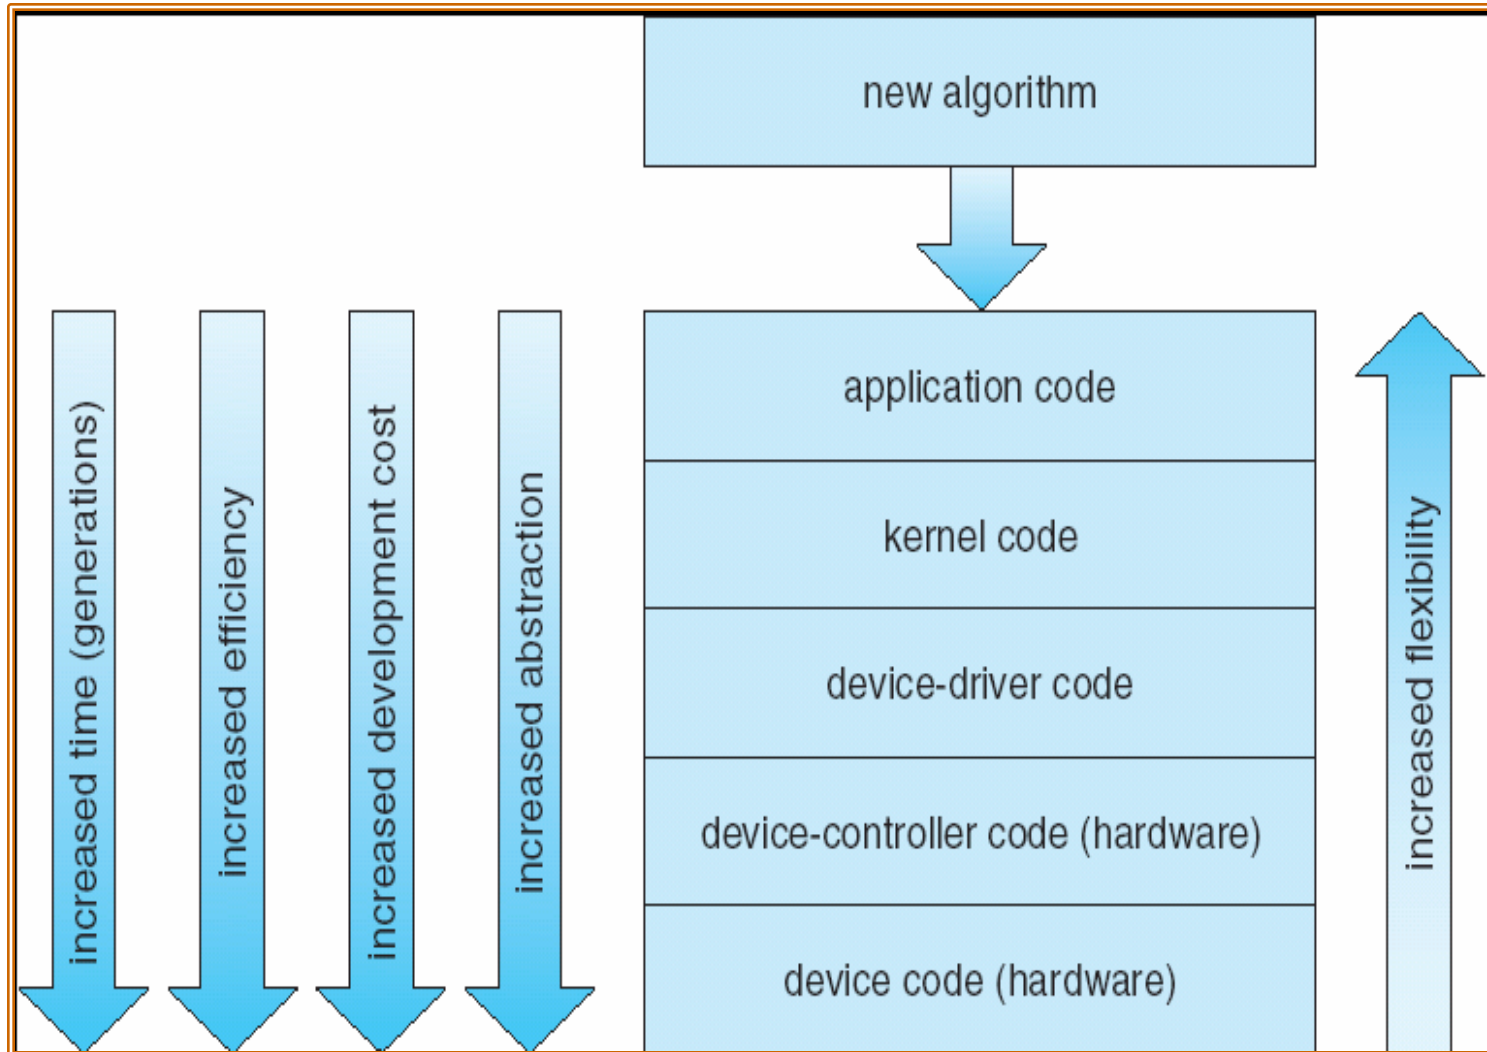 new algorithm
increased time (generations)
increased efficiency
increased development cost
increased abstraction
application code
kernel code
device-driver code
device-controller code (hardware)
device code (hardware)
increased flexibility